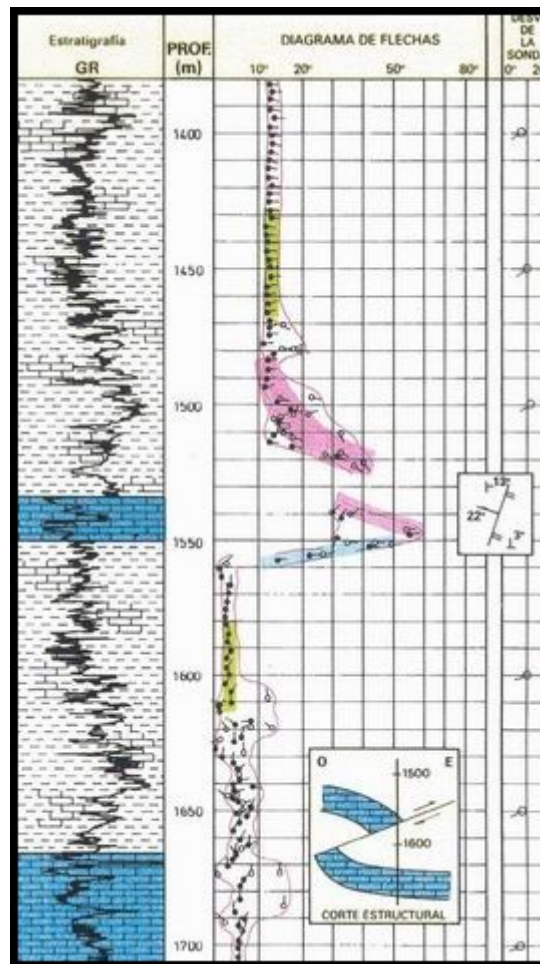 Estratigrafía
GR
PROF.
(m)
DIAGRAMA DE FLECHAS
10° 20° 50° 80°
DESV
DE
LA
SOND
0° 20
1400
1450
1500
1550
1600
1650
1700
13°
22°
O E
1500
1600
CORTE ESTRUCTURAL